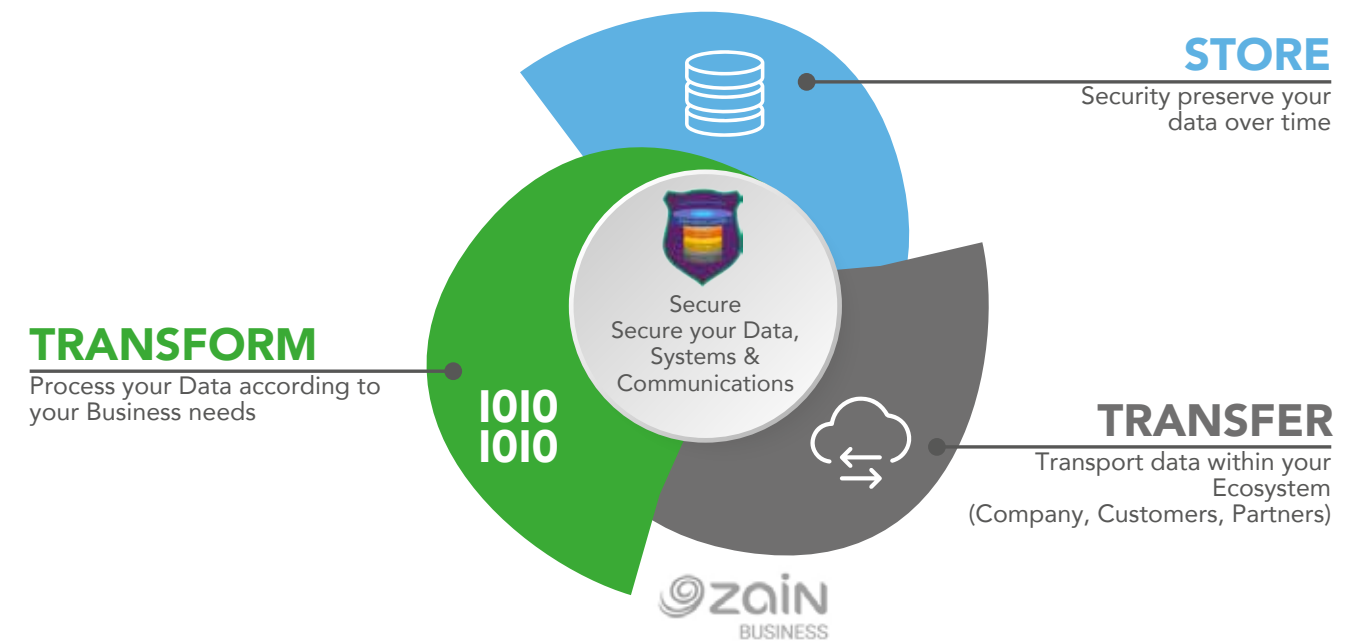 STORE
Security preserve your
data over time
Secure
Secure your Data,
Systems &
Communications
TRANSFORM
Process your Data according to
your Business needs
1010
1010
TRANSFER
Transport data within your
Ecosystem
(Company, Customers, Partners)
zain
BUSINESS